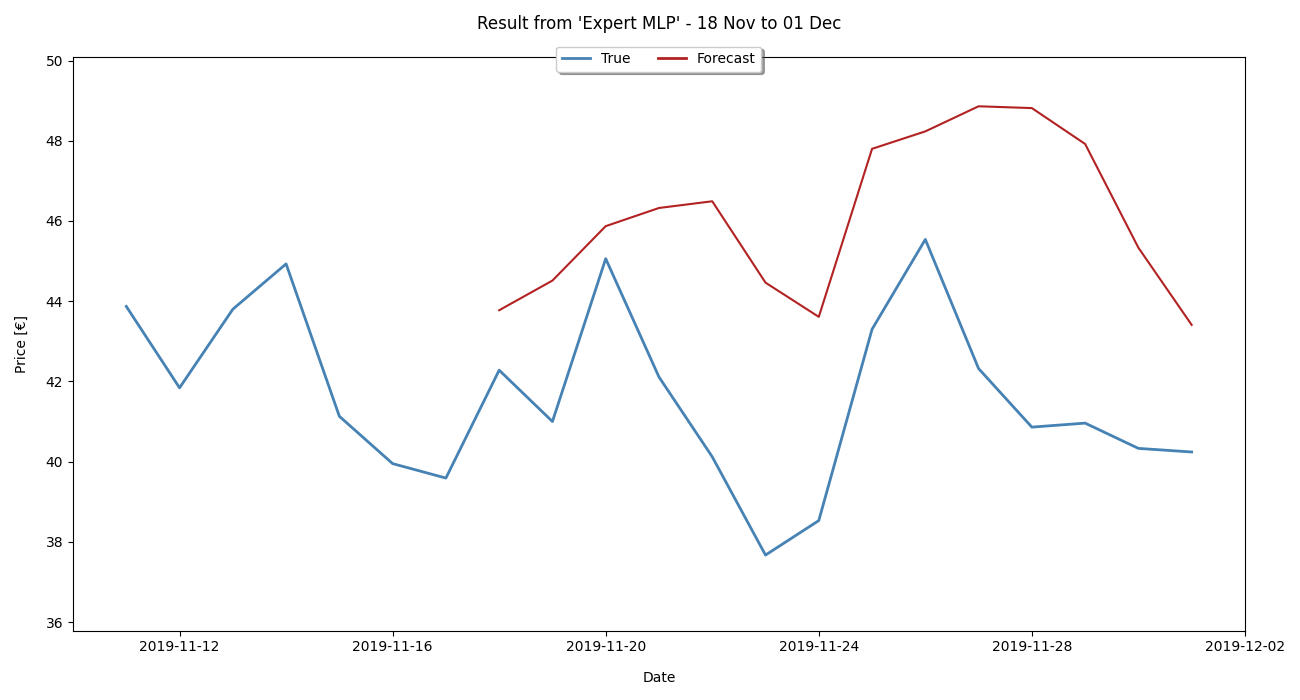 Result from 'Expert MLP' - 18 Nov to 01 Dec
True Forecast
50
48
46
44
42
40
38
36
Price [€]
2019-11-12 2019-11-16 2019-11-20 2019-11-24 2019-11-28 2019-12-02
Date